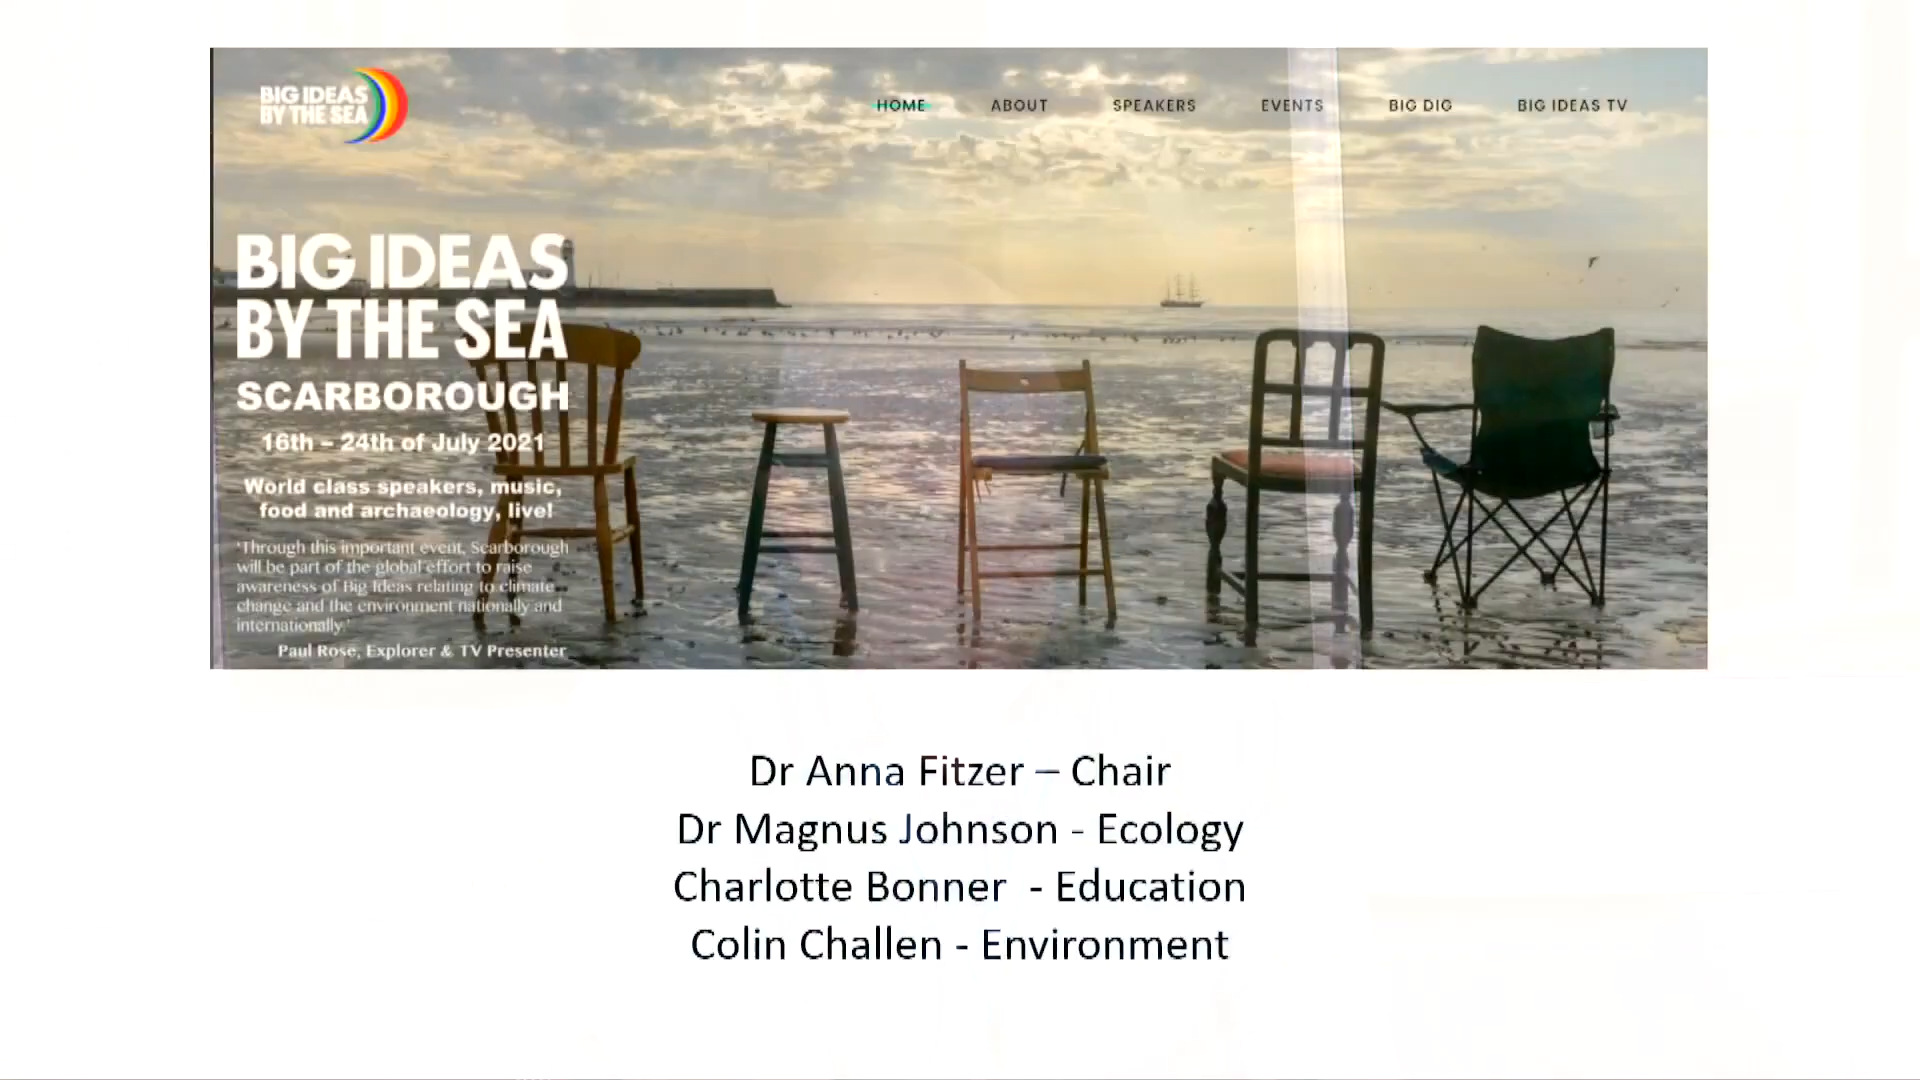 BIG IDEAS
BY THE SEA
HOME ABOUT SPEAKERS EVENTS BIG DIG BIG IDEAS TV
BIG IDEAS
BY THE SEA
SCARBOROUGH
16th – 24th of July 2021
World class speakers, music,
food and archaeology, live!
'Through this important event, Scarborough
will be part of the global effort to raise
awareness of Big Ideas relating to climate
change and the environment nationally and
internationally.'
Paul Rose, Explorer & TV Presenter
Dr Anna Fitzer – Chair
Dr Magnus Johnson - Ecology
Charlotte Bonner - Education
Colin Challen - Environment